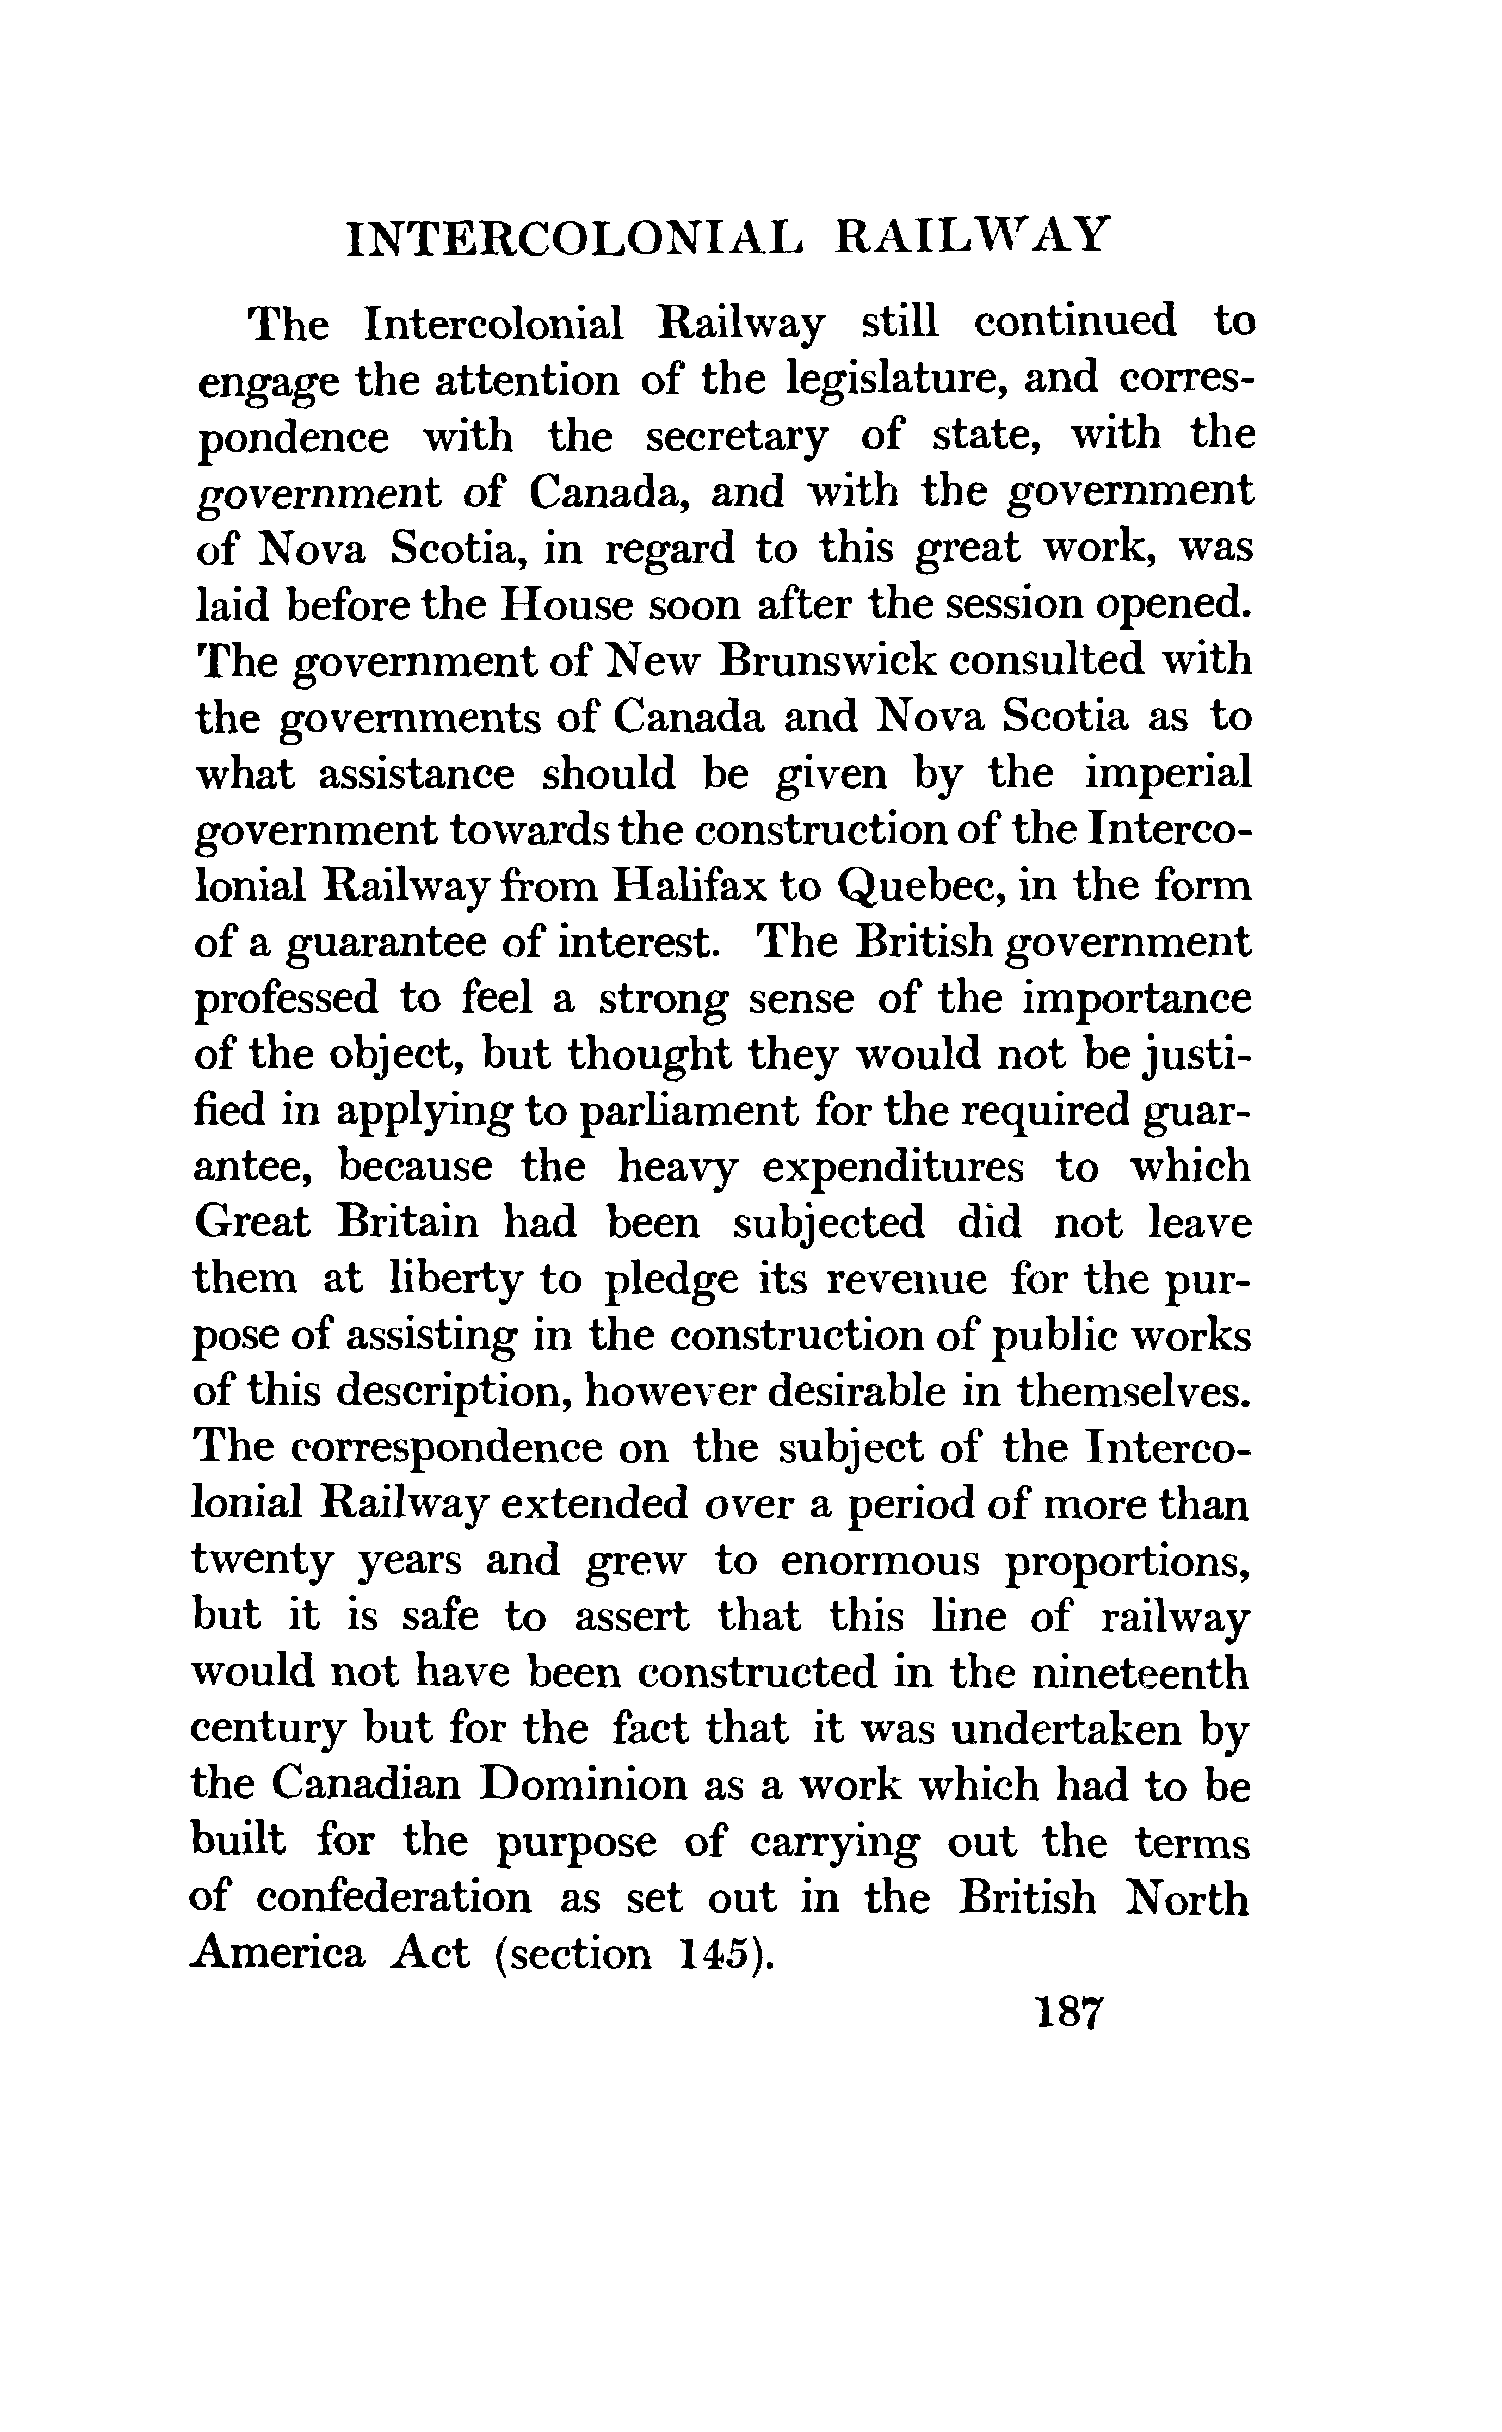 INTERCOLONIAL RAILWAY
The Intercolonial Railway still continued to
engage the attention of the legislature, and corres-
pondence with the secretary of state, with the
government of Canada, and with the government
of Nova Scotia, in regard to this great work, was
laid before the House soon after the session opened.
The government of New Brunswick consulted with
the governments of Canada and Nova Scotia as to
what assistance should be given by the imperial
government towards the construction of the Interco-
lonial Railway from Halifax to Quebec, in the form
of a guarantee of interest. The British government
professed to feel a strong sense of the importance
of the object, but thought they would not be justi-
fied in applying to parliament for the required guar-
antee, because the heavy expenditures to which
Great Britain had been subjected did not leave
them at liberty to pledge its revenue for the pur-
pose of assisting in the construction of public works
of this description, however desirable in themselves.
The correspondence on the subject of the Interco-
lonial Railway extended over a period of more than
twenty years and grew to enormous proportions,
but it is safe to assert that this line of railway
would not have been constructed in the nineteenth
century but for the fact that it was undertaken by
the Canadian Dominion as a work which had to be
built for the purpose of carrying out the terms
of confederation as set out in the British North
America Act (section 145).
187